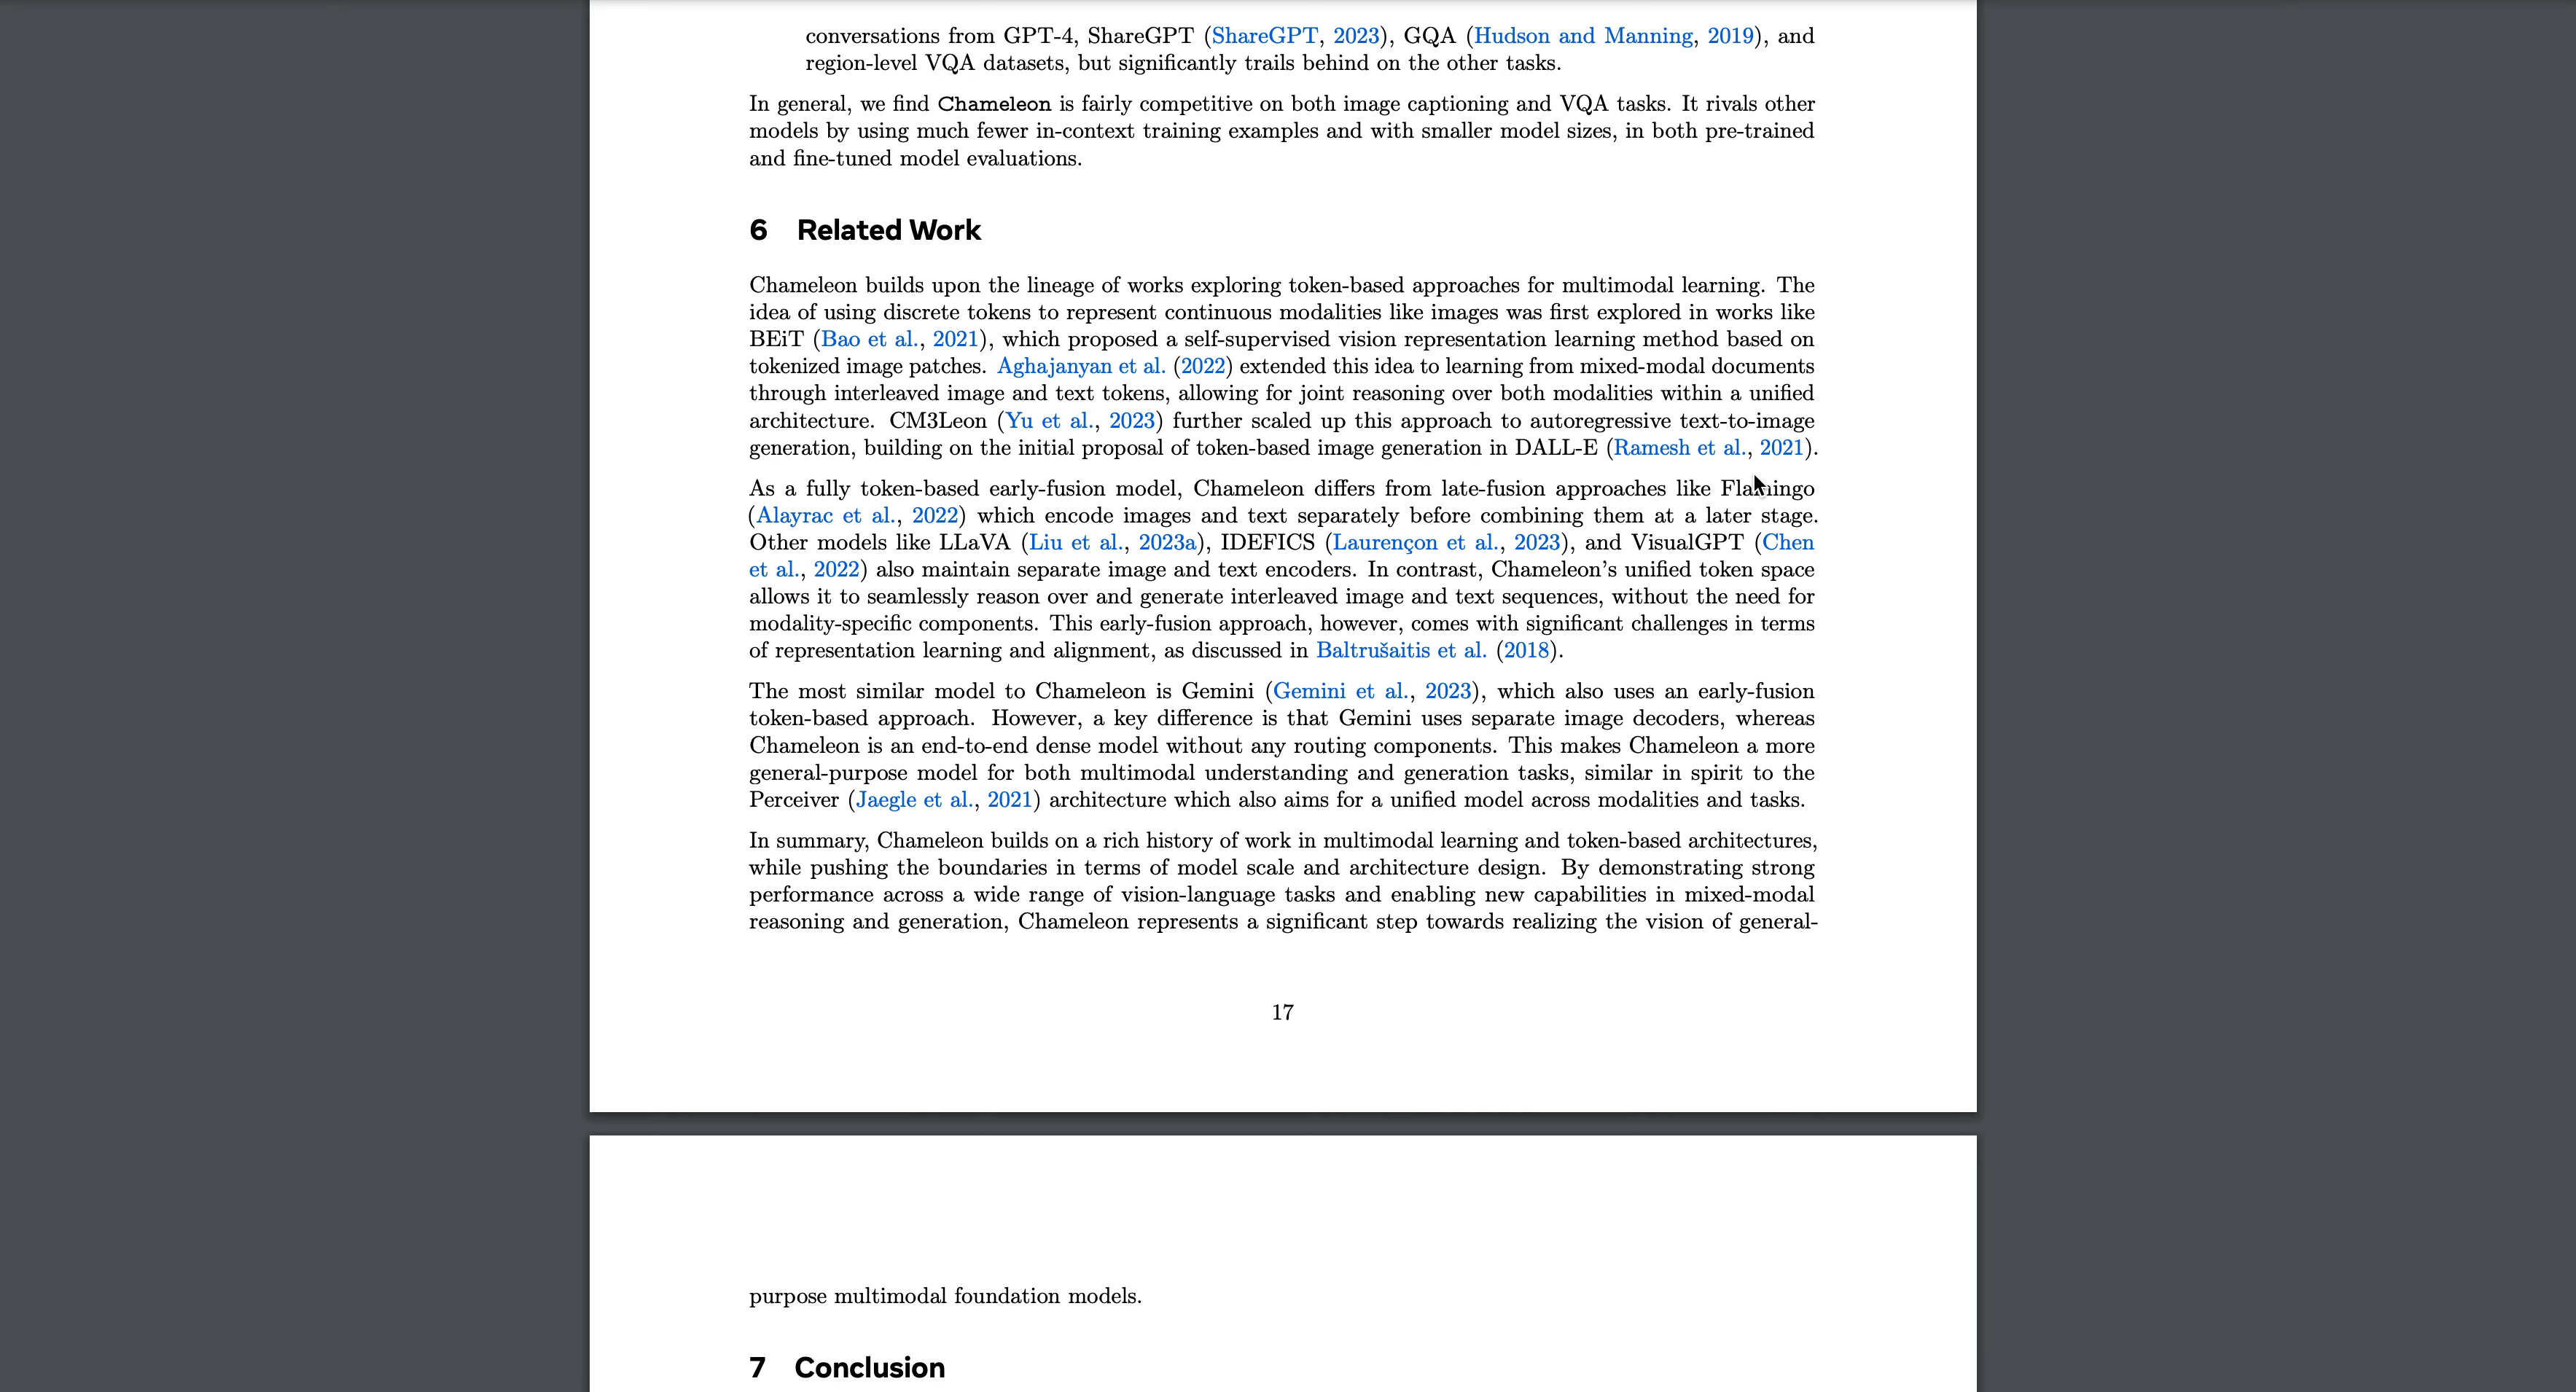 conversations from GPT-4, ShareGPT (ShareGPT, 2023), GQA (Hudson and Manning, 2019), and
region-level VQA datasets, but significantly trails behind on the other tasks.
In general, we find Chameleon is fairly competitive on both image captioning and VQA tasks. It rivals other
models by using much fewer in-context training examples and with smaller model sizes, in both pre-trained
and fine-tuned model evaluations.
6 Related Work
Chameleon builds upon the lineage of works exploring token-based approaches for multimodal learning. The
idea of using discrete tokens to represent continuous modalities like images was first explored in works like
BEiT (Bao et al., 2021), which proposed a self-supervised vision representation learning method based on
tokenized image patches. Aghajanyan et al. (2022) extended this idea to learning from mixed-modal documents
through interleaved image and text tokens, allowing for joint reasoning over both modalities within a unified
architecture. CM3Leon (Yu et al., 2023) further scaled up this approach to autoregressive text-to-image
generation, building on the initial proposal of token-based image generation in DALL-E (Ramesh et al., 2021).
As a fully token-based early-fusion model, Chameleon differs from late-fusion approaches like Flamingo
(Alayrac et al., 2022) which encode images and text separately before combining them at a later stage.
Other models like LLaVA (Liu et al., 2023a), IDEFICS (Laurençon et al., 2023), and VisualGPT (Chen
et al., 2022) also maintain separate image and text encoders. In contrast, Chameleon's unified token space
allows it to seamlessly reason over and generate interleaved image and text sequences, without the need for
modality-specific components. This early-fusion approach, however, comes with significant challenges in terms
of representation learning and alignment, as discussed in Baltrušaitis et al. (2018).
The most similar model to Chameleon is Gemini (Gemini et al., 2023), which also uses an early-fusion
token-based approach. However, a key difference is that Gemini uses separate image decoders, whereas
Chameleon is an end-to-end dense model without any routing components. This makes Chameleon a more
general-purpose model for both multimodal understanding and generation tasks, similar in spirit to the
Perceiver (Jaegle et al., 2021) architecture which also aims for a unified model across modalities and tasks.
In summary, Chameleon builds on a rich history of work in multimodal learning and token-based architectures,
while pushing the boundaries in terms of model scale and architecture design. By demonstrating strong
performance across a wide range of vision-language tasks and enabling new capabilities in mixed-modal
reasoning and generation, Chameleon represents a significant step towards realizing the vision of general-
17
purpose multimodal foundation models.
7 Conclusion